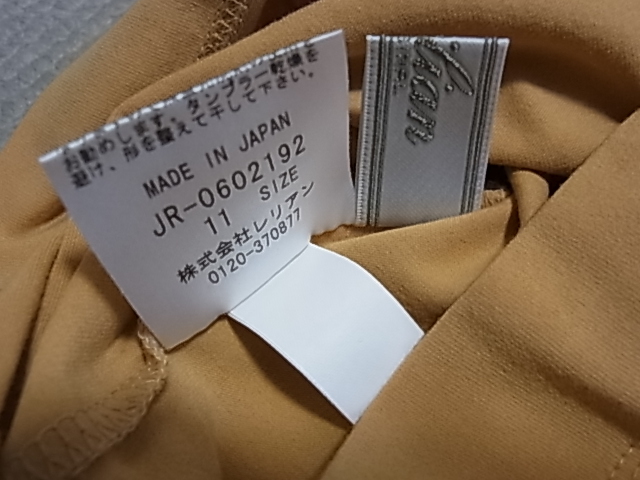 お勧めします。タンブラー乾燥を
避け、形を整えて干して下さい。
MADE IN JAPAN
JR-0602192
11 SIZE
株式会社レリアン
0120-370877